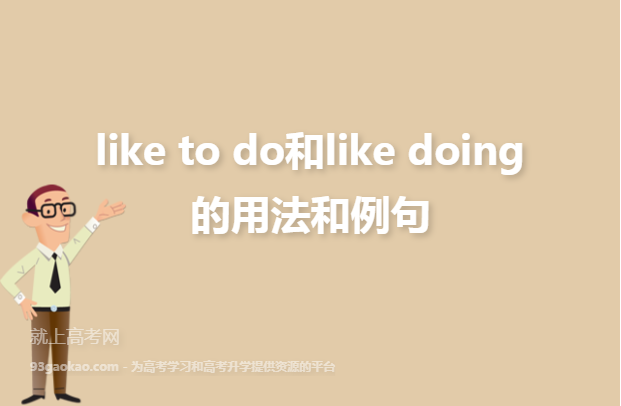 like to do和like doing
的用法和例句
就上高考网
93gaokao.com - 为高考学习和高考升学提供资源的平台